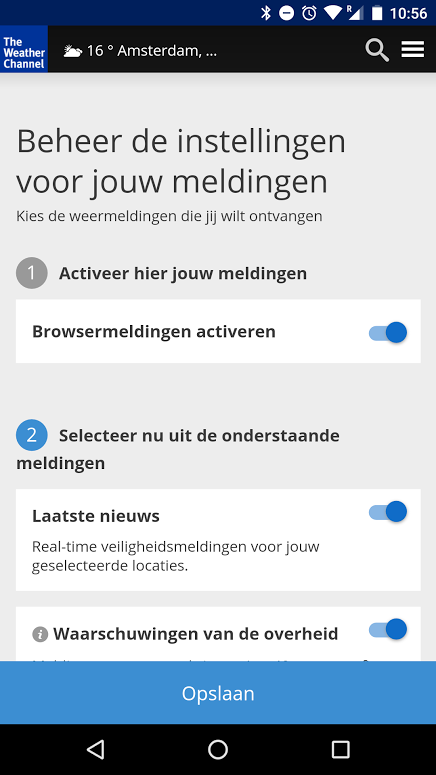 R 10:56
The
Weather
Channel
16 ° Amsterdam, ...
Beheer de instellingen
voor jouw meldingen
Kies de weermeldingen die jij wilt ontvangen
1 Activeer hier jouw meldingen
Browsermeldingen activeren
2 Selecteer nu uit de onderstaande
meldingen
Laatste nieuws
Real-time veiligheidsmeldingen voor jouw
geselecteerde locaties.
i Waarschuwingen van de overheid
Opslaan